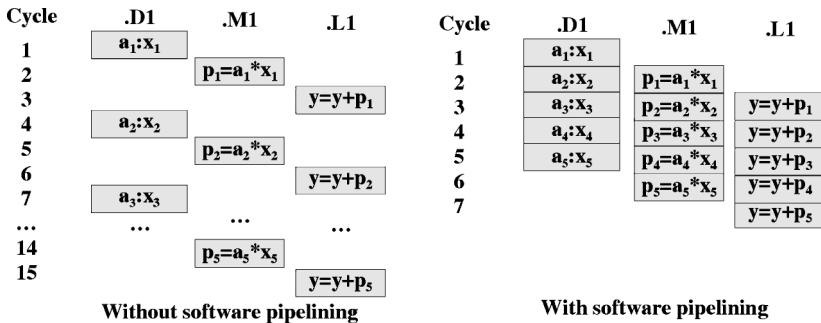 Cycle .D1 .M1 .L1
1 a₁:x₁
2 p₁=a₁*x₁
3 y=y+p₁
4 a₂:x₂
5 p₂=a₂*x₂
6 y=y+p₂
7 a₃:x₃
... ... ... ...
14 p₅=a₅*x₅
15 y=y+p₅
Without software pipelining
Cycle .D1 .M1 .L1
1 a₁:x₁
2 a₂:x₂ p₁=a₁*x₁
3 a₃:x₃ p₂=a₂*x₂ y=y+p₁
4 a₄:x₄ p₃=a₃*x₃ y=y+p₂
5 a₅:x₅ p₄=a₄*x₄ y=y+p₃
6 p₅=a₅*x₅ y=y+p₄
7 y=y+p₅
With software pipelining